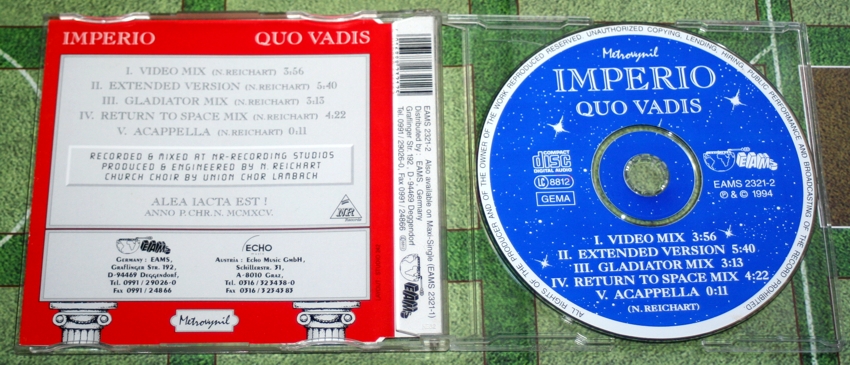 IMPERIO QUO VADIS
I. VIDEO MIX (N.REICHART) 3:56
II. EXTENDED VERSION (N. REICHART) 5:40
III. GLADIATOR MIX (N. REICHART) 3:13
IV. RETURN TO SPACE MIX (N. REICHART) 4:22
V. ACAPPELLA (N. REICHART) 0:11
RECORDED & MIXED AT MR-RECORDING STUDIOS
PRODUCED & ENGINEERED BY N. REICHART
CHURCH CHOIR BY UNION CHOR LAMBACH
ALEA IACTA EST !
ANNO P. CHR. N. MCMXCV.
NR
EAMS
GERMANY : EAMS,
Graflinger Str. 192,
D-94469 Deggendorf,
Tel. 0991/29026-0
Fax 0991/24866
ECHO
AUSTRIA : Echo Music GmbH,
Schillerstr. 31,
A-8010 Graz,
Tel. 0316/323438-0
Fax 0316/3234383
Metrovynil
EAMS 2321-2 Also available on Maxi-Single (EAMS 2321-1)
Distributed by : EAMS, Germany
Graflinger Str. 192, D-94469 Deggendorf
Tel. 0991/29026-0, Fax 0991/24866
EAMS
Metrovynil
IMPERIO
QUO VADIS
COMPACT
disc
DIGITAL AUDIO
LC 8812
GEMA
EAMS
EAMS 2321-2
℗ & © 1994
I. VIDEO MIX 3:56
II. EXTENDED VERSION 5:40
III. GLADIATOR MIX 3:13
IV. RETURN TO SPACE MIX 4:22
V. ACAPPELLA 0:11
(N. REICHART)
ALL RIGHTS OF THE PRODUCER AND OF THE OWNER OF THE WORK REPRODUCED RESERVED. UNAUTHORIZED COPYING, LENDING, HIRING, PUBLIC PERFORMANCE AND BROADCASTING OF THE RECORD PROHIBITED